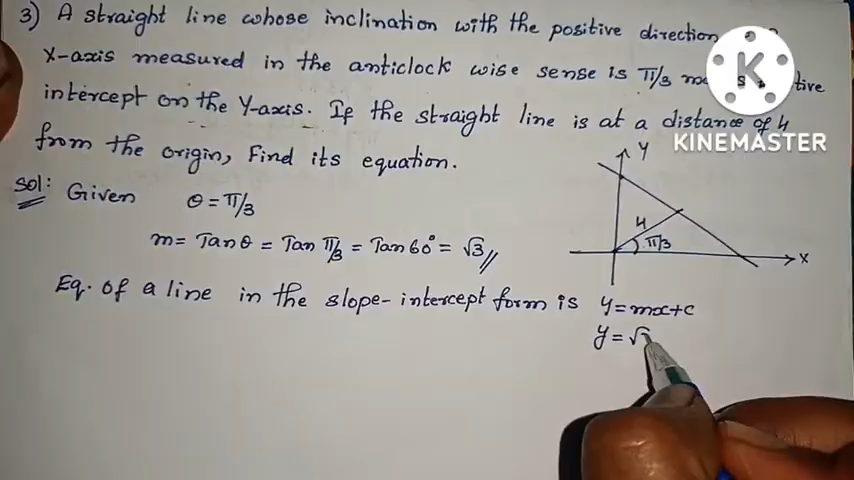 3) A straight line whose inclination with the positive direction
X-axis measured in the anticlock wise sense is π/3
intercept on the Y-axis. If the straight line is at a distance of 4
from the origin, Find its equation.
K
KINEMASTER
Sol: Given θ = π/3
m = Tanθ = Tan π/3 = Tan 60° = √3 //
Y
4
π/3
X
Eq. of a line in the slope-intercept form is y = mx+c
y = √